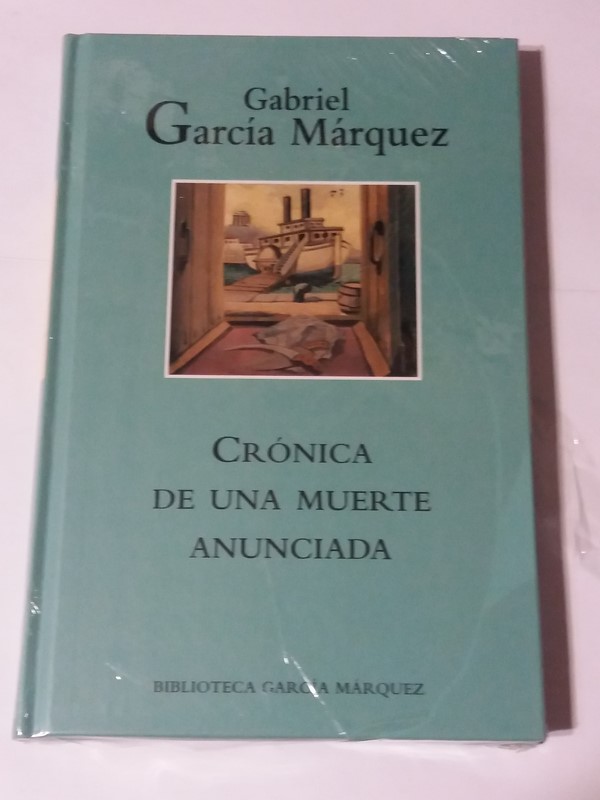 Gabriel
García Márquez
CRÓNICA
DE UNA MUERTE
ANUNCIADA
BIBLIOTECA GARCÍA MÁRQUEZ